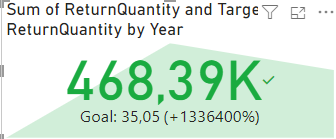 Sum of ReturnQuantity and Targe
ReturnQuantity by Year
468,39K
Goal: 35,05 (+1336400%)